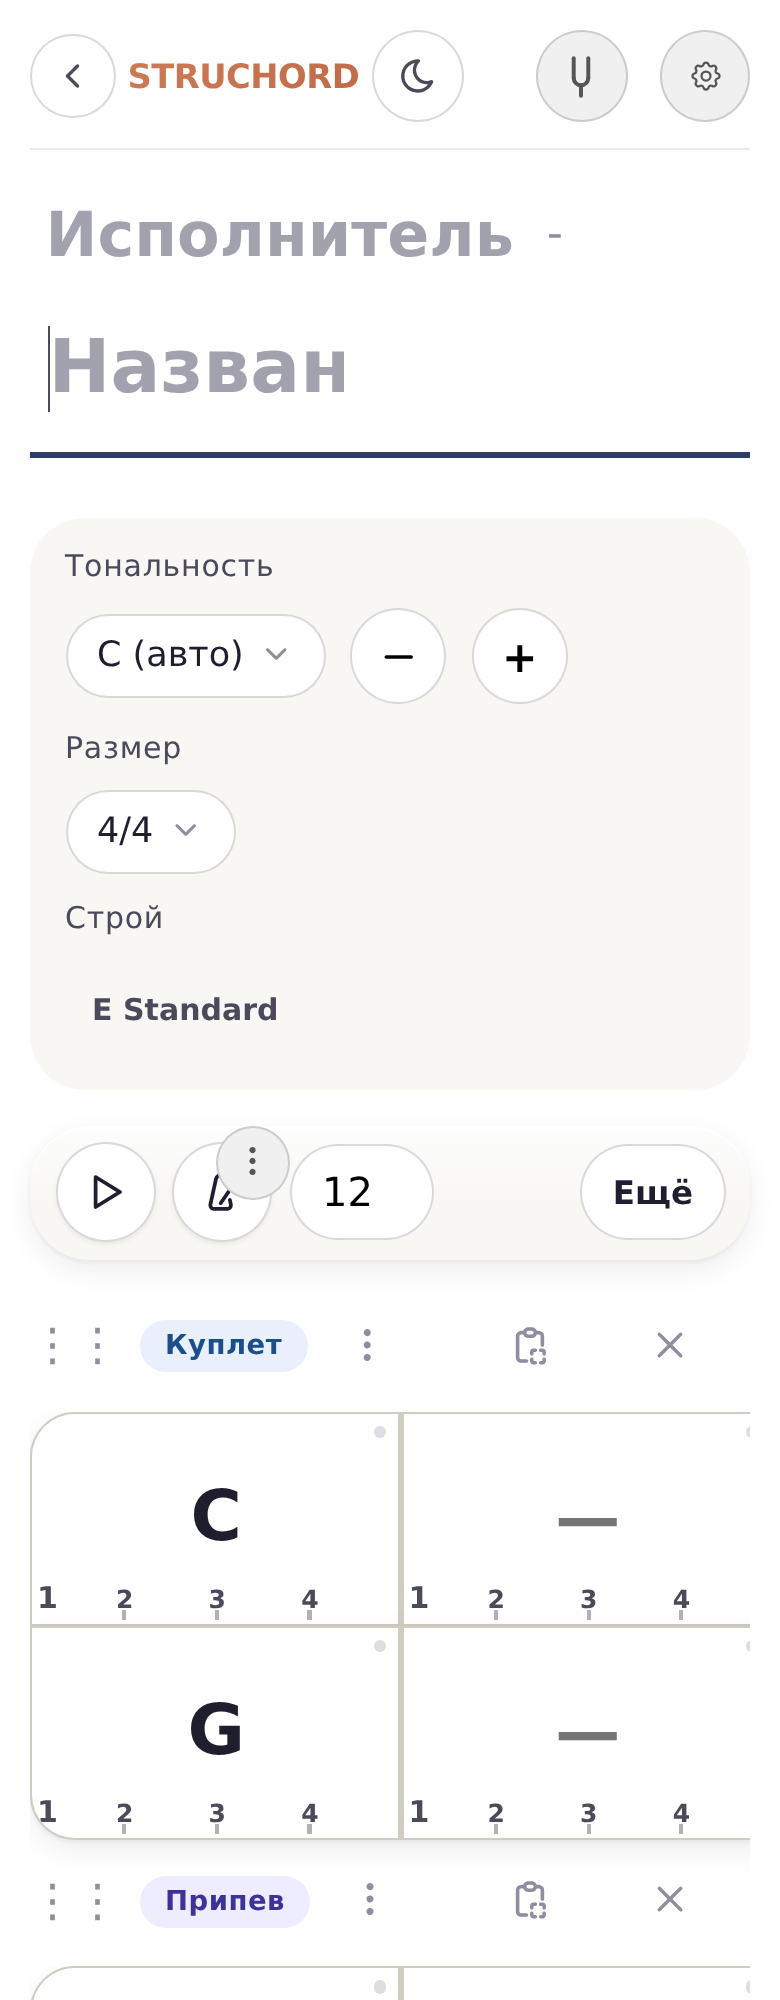 STRUCHORD
Исполнитель -
Назван
Тональность
C (авто) − +
Размер
4/4
Строй
E Standard
12 Ещё
Куплет
C —
1 2 3 4 1 2 3 4
G —
1 2 3 4 1 2 3 4
Припев